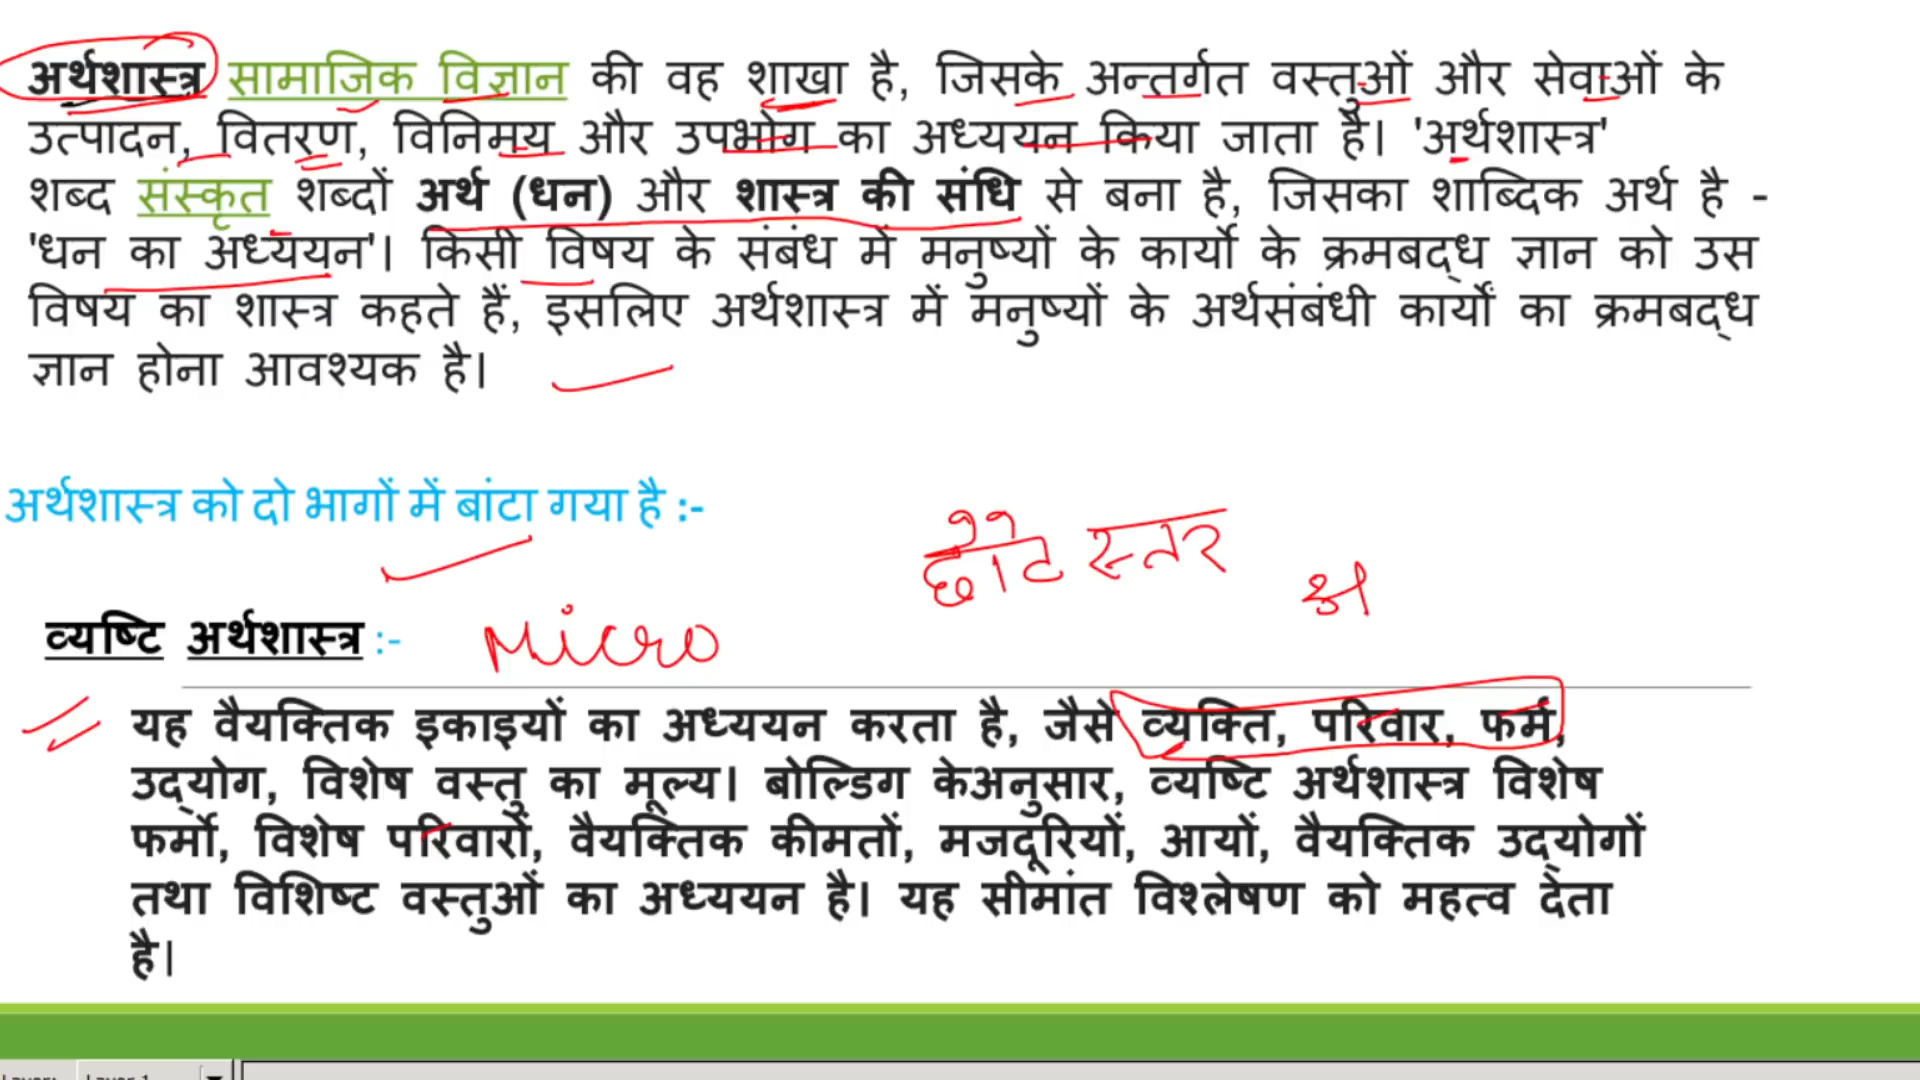 अर्थशास्त्र सामाजिक विज्ञान की वह शाखा है, जिसके अन्तर्गत वस्तुओं और सेवाओं के
उत्पादन, वितरण, विनिमय और उपभोग का अध्ययन किया जाता है। 'अर्थशास्त्र'
शब्द संस्कृत शब्दों अर्थ (धन) और शास्त्र की संधि से बना है, जिसका शाब्दिक अर्थ है -
'धन का अध्ययन'। किसी विषय के संबंध में मनुष्यों के कार्यो के क्रमबद्ध ज्ञान को उस
विषय का शास्त्र कहते हैं, इसलिए अर्थशास्त्र में मनुष्यों के अर्थसंबंधी कार्यों का क्रमबद्ध
ज्ञान होना आवश्यक है।
अर्थशास्त्र को दो भागों में बांटा गया है :-
छोटे स्तर
व्यष्टि अर्थशास्त्र :- Micro
यह वैयक्तिक इकाइयों का अध्ययन करता है, जैसे व्यक्ति, परिवार, फर्म,
उद्योग, विशेष वस्तु का मूल्य। बोल्डिग केअनुसार, व्यष्टि अर्थशास्त्र विशेष
फर्मो, विशेष परिवारों, वैयक्तिक कीमतों, मजदूरियों, आयों, वैयक्तिक उद्योगों
तथा विशिष्ट वस्तुओं का अध्ययन है। यह सीमांत विश्लेषण को महत्व देता
है।